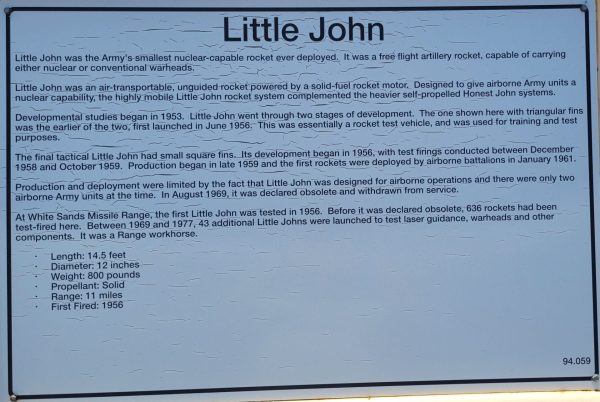 Little John
Little John was the Army's smallest nuclear-capable rocket ever deployed. It was a free flight artillery rocket, capable of carrying
either nuclear or conventional warheads.
Little John was an air-transportable, unguided rocket powered by a solid-fuel rocket motor. Designed to give airborne Army units a
nuclear capability, the highly mobile Little John rocket system complemented the heavier self-propelled Honest John systems.
Developmental studies began in 1953. Little John went through two stages of development. The one shown here with triangular fins
was the earlier of the two, first launched in June 1956. This was essentially a rocket test vehicle, and was used for training and test
purposes.
The final tactical Little John had small square fins. Its development began in 1956, with test firings conducted between December
1958 and October 1959. Production began in late 1959 and the first rockets were deployed by airborne battalions in January 1961.
Production and deployment were limited by the fact that Little John was designed for airborne operations and there were only two
airborne Army units at the time. In August 1969, it was declared obsolete and withdrawn from service.
At White Sands Missile Range, the first Little John was tested in 1956. Before it was declared obsolete, 636 rockets had been
test-fired here. Between 1969 and 1977, 43 additional Little Johns were launched to test laser guidance, warheads and other
components. It was a Range workhorse.
· Length: 14.5 feet
· Diameter: 12 inches
· Weight: 800 pounds
· Propellant: Solid
· Range: 11 miles
· First Fired: 1956
94.059